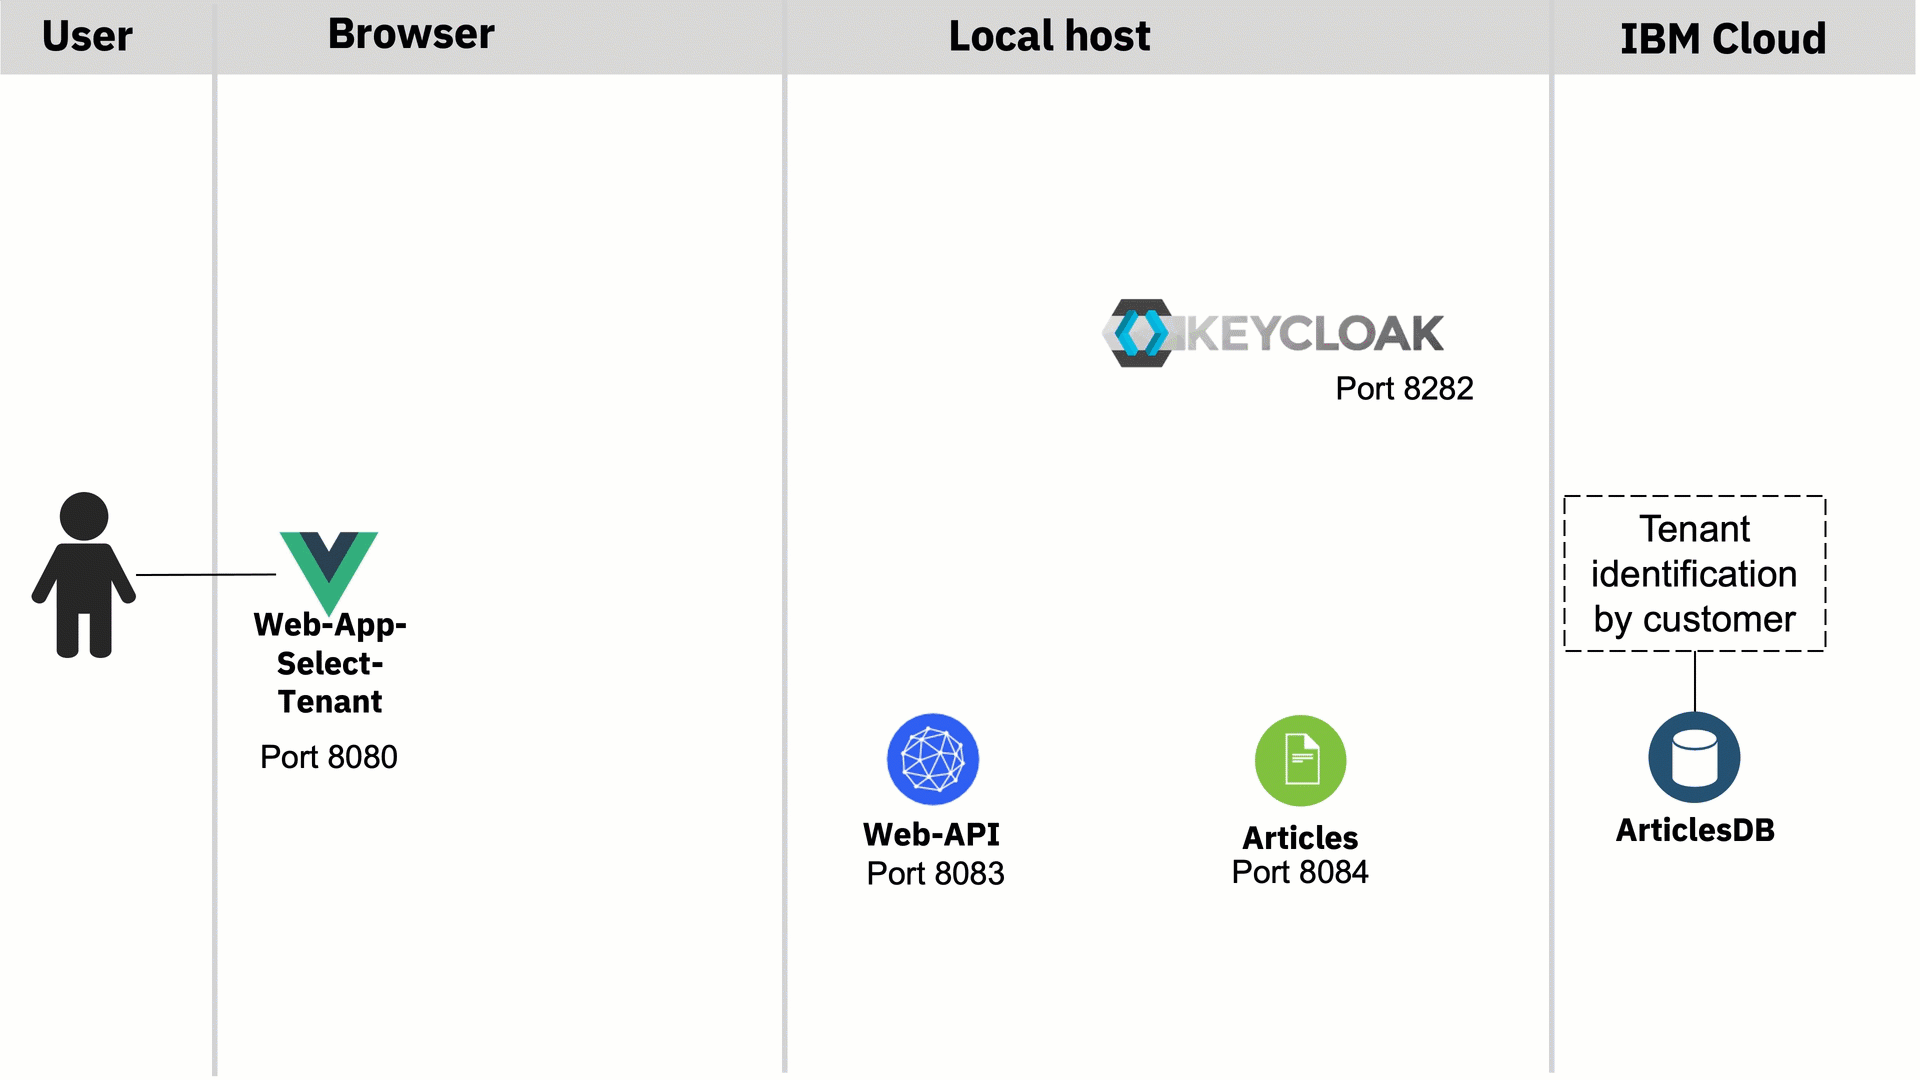 User
Browser
Local host
IBM Cloud
KEYCLOAK
Port 8282
Tenant
identification
by customer
Web-App-
Select-
Tenant
Port 8080
Web-API
Port 8083
Articles
Port 8084
ArticlesDB